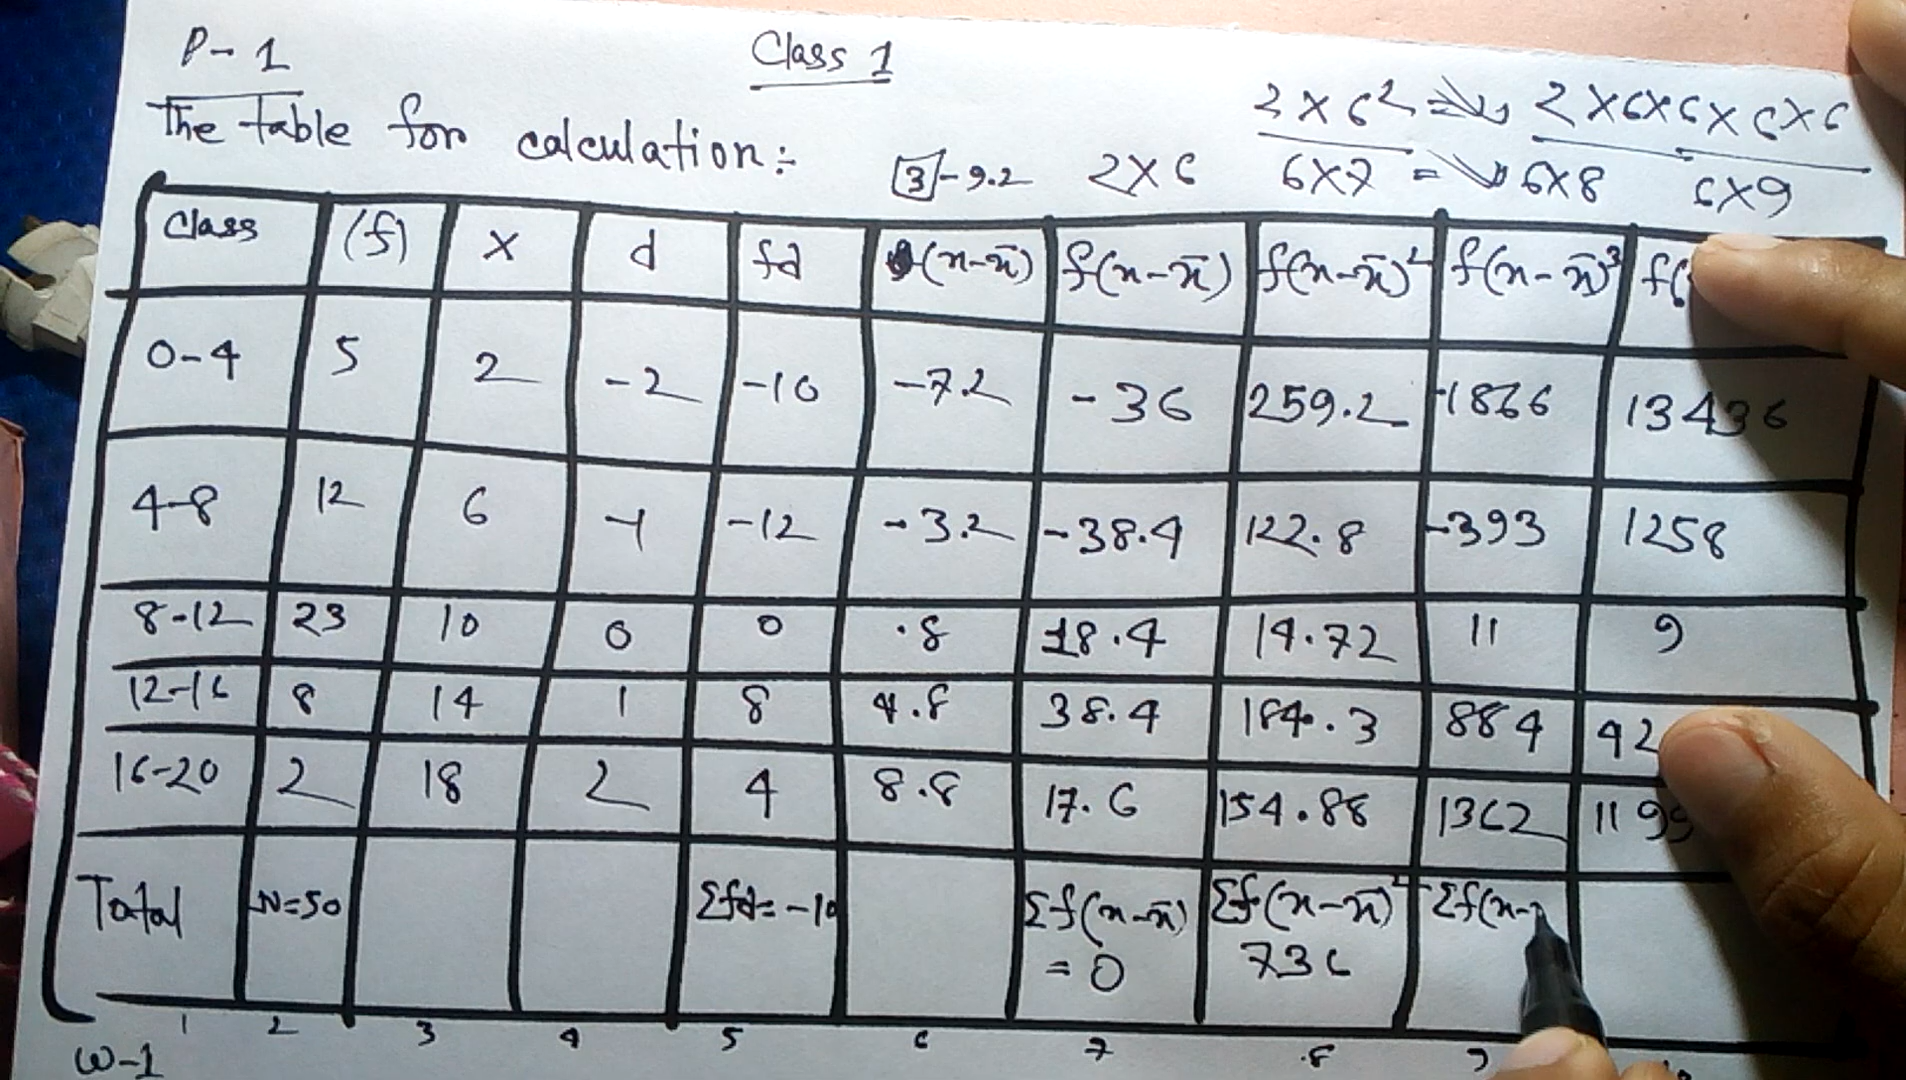 P-1
Class 1
The table for calculation:
3 - 9.2 2×6 2×6² 6×7 = 2×6×6×6×6 6×8 6×9
Class (f) x d fd (n-x̄) f(n-x̄) f(n-x̄)² f(n-x̄)³ f(
0-4 5 2 -2 -10 -7.2 -36 259.2 -1866 13436
4-8 12 6 -1 -12 -3.2 -38.4 122.8 -393 1258
8-12 23 10 0 0 .8 18.4 14.72 11 9
12-16 8 14 1 8 4.8 38.4 184.3 884 42
16-20 2 18 2 4 8.8 17.6 154.88 1362 1199
Total N=50 Σfd=-10 Σf(n-x̄) = 0 Σf(n-x̄)² 736 Σf(n-
1 2 3 4 5 6 7 8 9
W-1